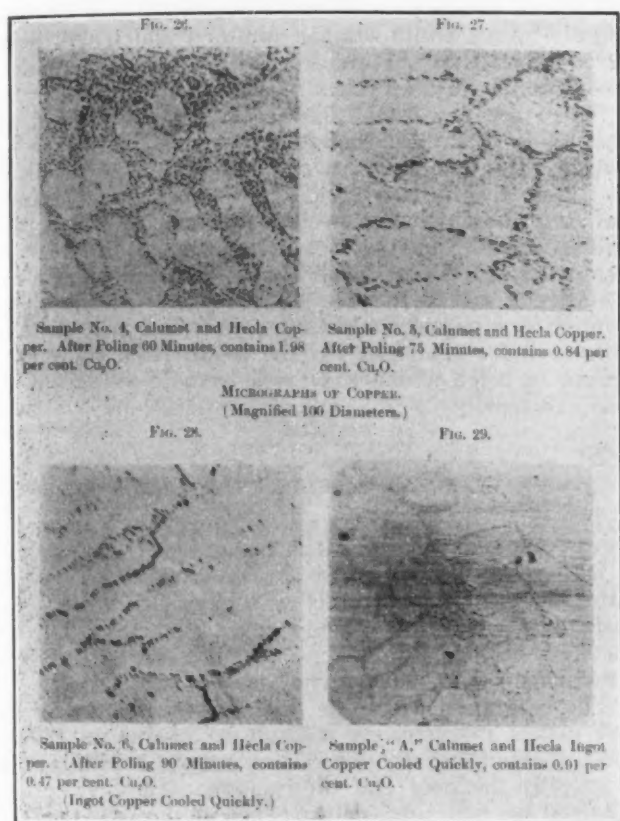 FIG. 26.
FIG. 27.
Sample No. 4, Calumet and Hecla Cop-
per. After Poling 60 Minutes, contains 1.98
per cent. Cu₂O.
Sample No. 5, Calumet and Hecla Copper.
After Poling 75 Minutes, contains 0.84 per
cent. Cu₂O.
MICROGRAPHS OF COPPER.
(Magnified 100 Diameters.)
FIG. 28.
FIG. 29.
Sample No. 6, Calumet and Hecla Cop-
per. After Poling 90 Minutes, contains
0.47 per cent. Cu₂O.
(Ingot Copper Cooled Quickly.)
Sample "A," Calumet and Hecla Ingot
Copper Cooled Quickly, contains 0.91 per
cent. Cu₂O.